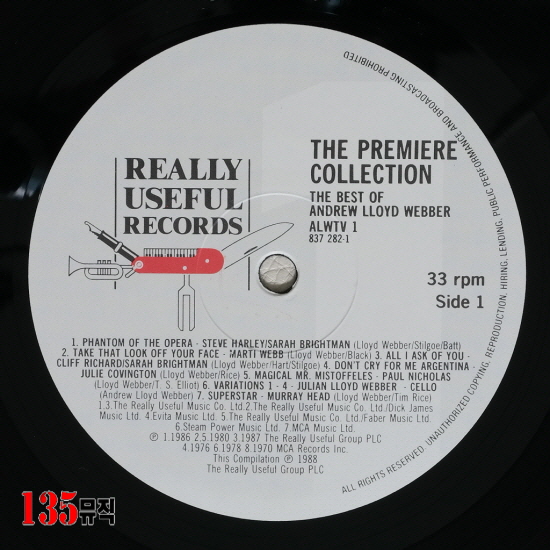 REALLY
USEFUL
RECORDS
THE PREMIERE
COLLECTION
THE BEST OF
ANDREW LLOYD WEBBER
ALWTV 1
837 282-1
33 rpm
Side 1
1. PHANTOM OF THE OPERA - STEVE HARLEY/SARAH BRIGHTMAN (Lloyd Webber/Stilgoe/Batt)
2. TAKE THAT LOOK OFF YOUR FACE - MARTI WEBB (Lloyd Webber/Black) 3. ALL I ASK OF YOU -
CLIFF RICHARD/SARAH BRIGHTMAN (Lloyd Webber/Hart/Stilgoe) 4. DON'T CRY FOR ME ARGENTINA -
JULIE COVINGTON (Lloyd Webber/Rice) 5. MAGICAL MR. MISTOFFELES - PAUL NICHOLAS
(Lloyd Webber/T. S. Elliot) 6. VARIATIONS 1 - 4 - JULIAN LLOYD WEBBER - CELLO
(Andrew Lloyd Webber) 7. SUPERSTAR - MURRAY HEAD (Lloyd Webber/Tim Rice)
1.3.The Really Useful Music Co. Ltd.2.The Really Useful Music Co. Ltd./Dick James
Music Ltd. 4.Evita Music Ltd. 5.The Really Useful Music Co. Ltd./Faber Music Ltd.
6.Steam Power Music Ltd. 7.MCA Music Ltd.
℗ 1.1986 2.5.1980 3.1987 The Really Useful Group PLC
4.1976 6.1978 8.1970 MCA Records Inc.
This Compilation ℗ 1988
The Really Useful Group PLC
ALL RIGHTS RESERVED. UNAUTHORIZED COPYING, REPRODUCTION, HIRING, LENDING, PUBLIC PERFORMANCE AND BROADCASTING PROHIBITED
135뮤직